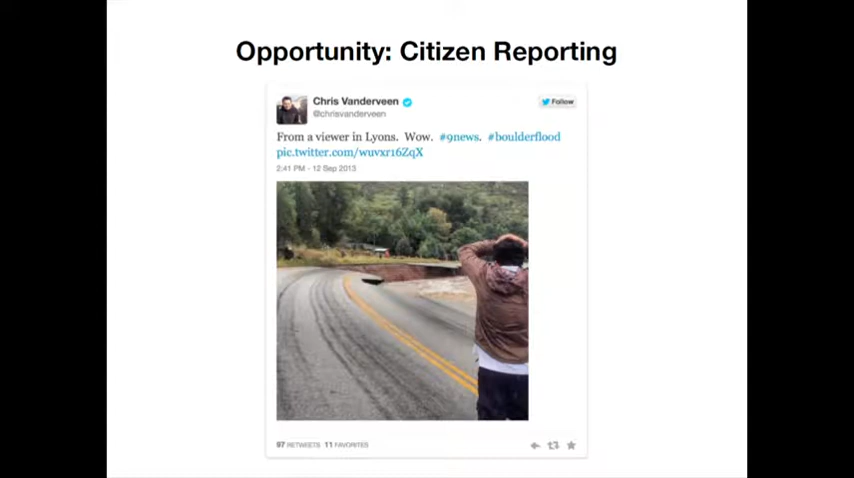 Opportunity: Citizen Reporting
Chris Vanderveen
Follow
@chrisvanderveen
From a viewer in Lyons. Wow. #9news. #boulderflood
pic.twitter.com/wuvxr16ZqX
2:41 PM - 12 Sep 2013
97 RETWEETS 11 FAVORITES